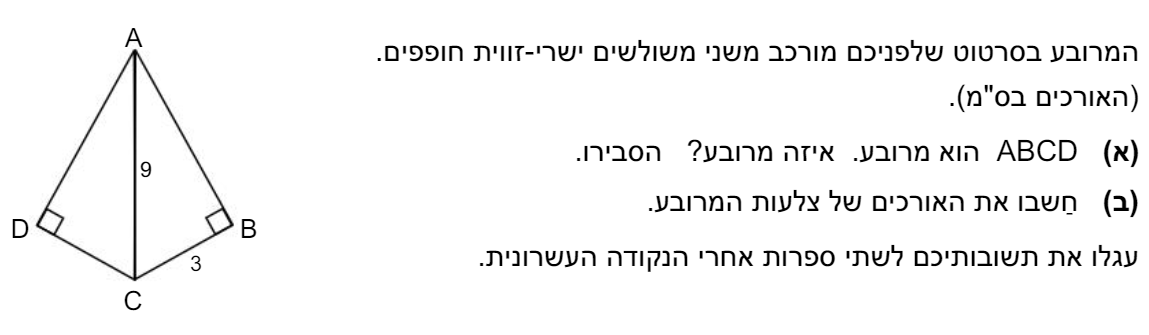 המרובע בסרטוט שלפניכם מורכב משני משולשים ישרי-זווית חופפים.
(האורכים בס"מ).
(א) ABCD הוא מרובע. איזה מרובע? הסבירו.
(ב) חַשבו את האורכים של צלעות המרובע.
עגלו את תשובותיכם לשתי ספרות אחרי הנקודה העשרונית.
A
9
D
B
3
C